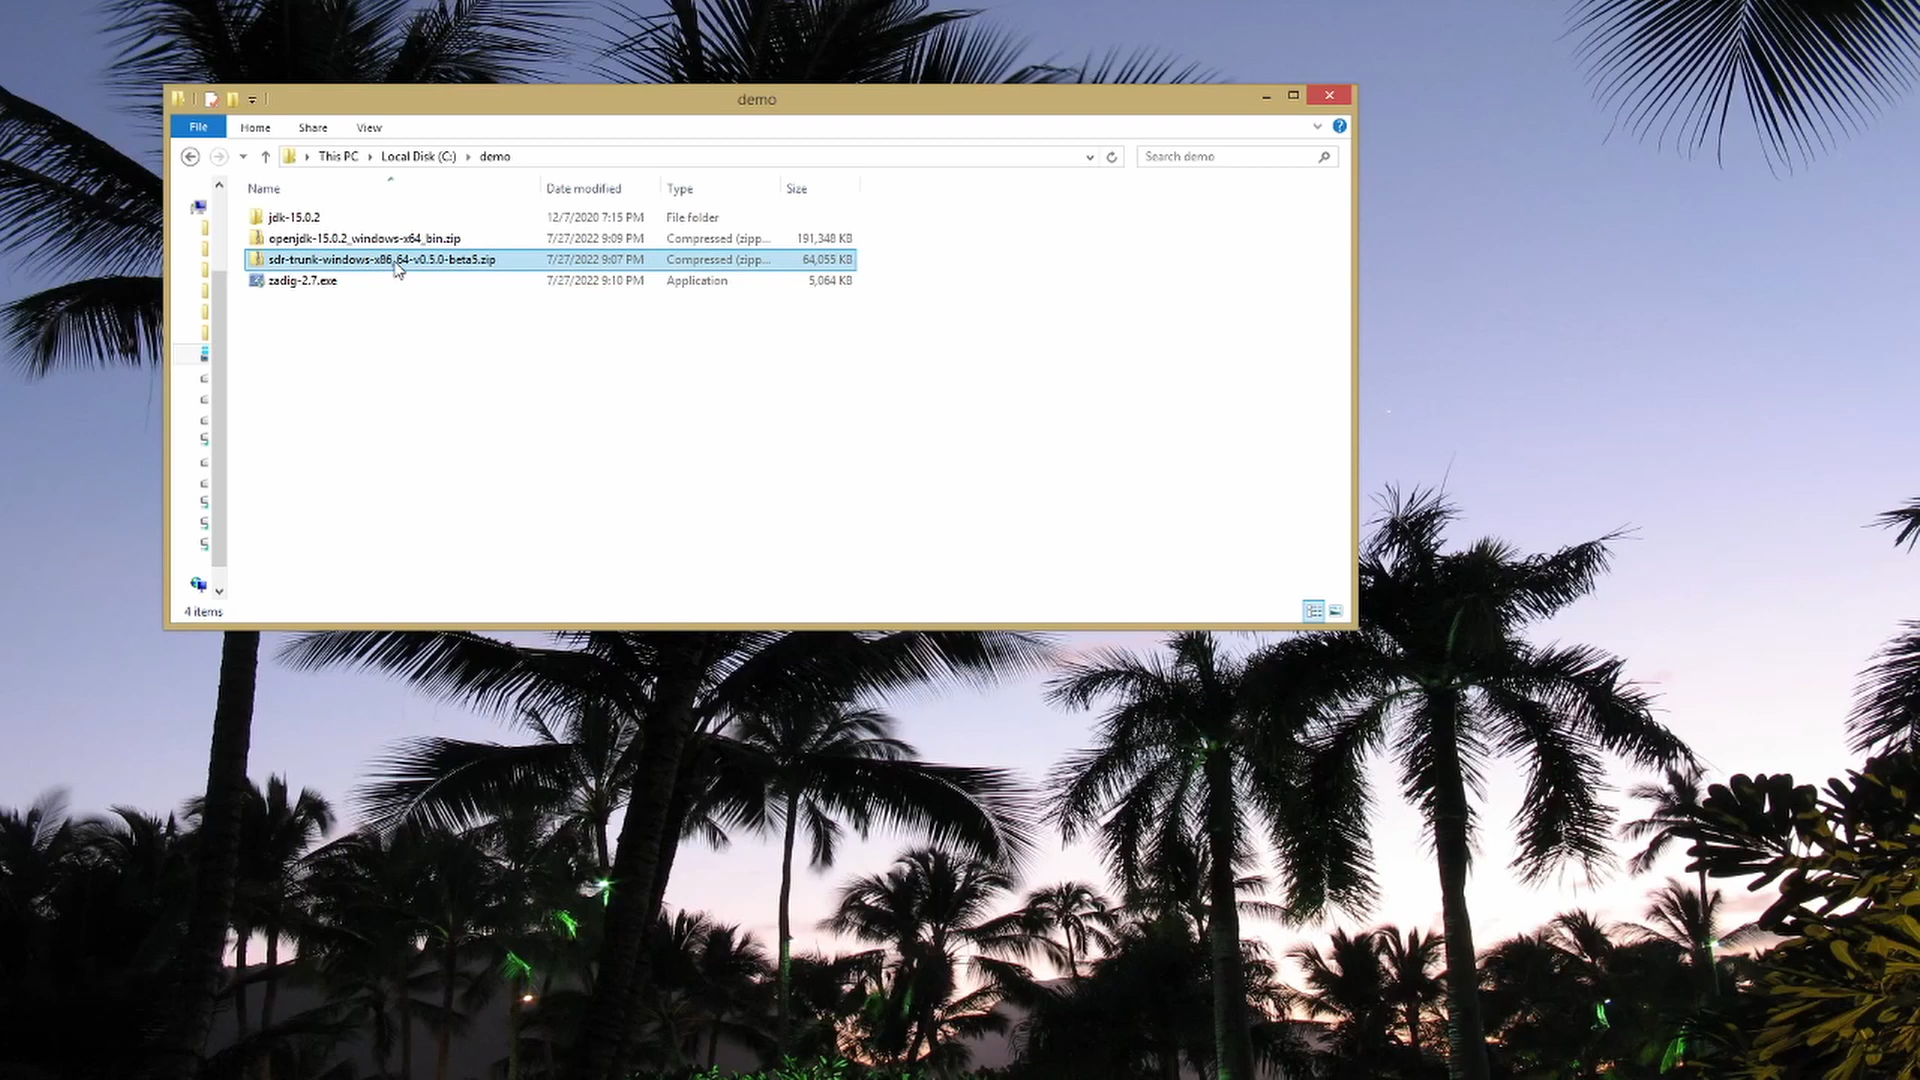 demo
File Home Share View
This PC Local Disk (C:) demo
Search demo
Name Date modified Type Size
jdk-15.0.2 12/7/2020 7:15 PM File folder
openjdk-15.0.2_windows-x64_bin.zip 7/27/2022 9:09 PM Compressed (zipp... 191,348 KB
sdr-trunk-windows-x86_64-v0.5.0-beta5.zip 7/27/2022 9:07 PM Compressed (zipp... 64,055 KB
zadig-2.7.exe 7/27/2022 9:10 PM Application 5,064 KB
4 items